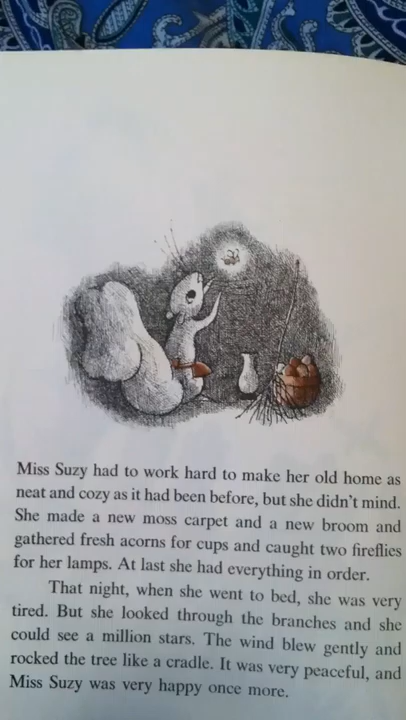 Miss Suzy had to work hard to make her old home as
neat and cozy as it had been before, but she didn't mind.
She made a new moss carpet and a new broom and
gathered fresh acorns for cups and caught two fireflies
for her lamps. At last she had everything in order.
That night, when she went to bed, she was very
tired. But she looked through the branches and she
could see a million stars. The wind blew gently and
rocked the tree like a cradle. It was very peaceful, and
Miss Suzy was very happy once more.